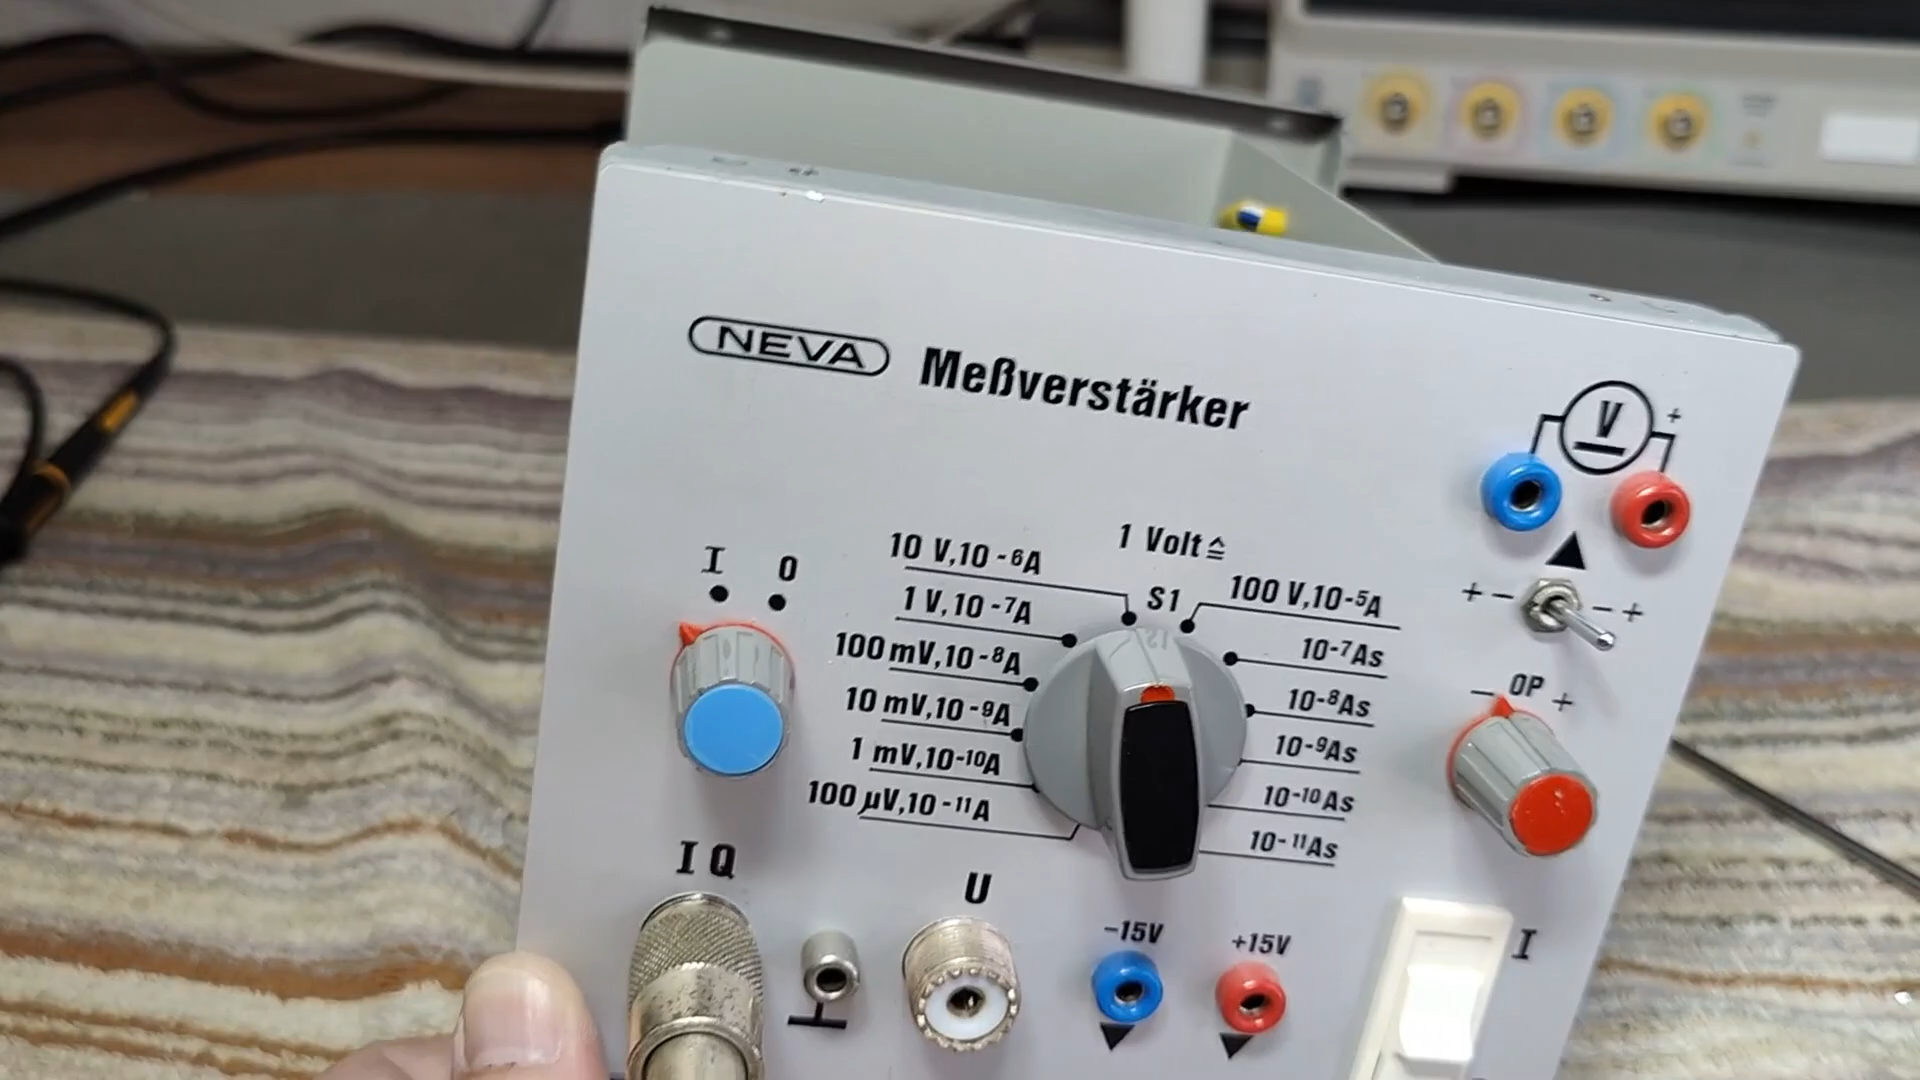 NEVA Meßverstärker
V
+
1 Volt ≙
S1
I O
10 V,10-⁶A
1 V,10-⁷A
100 mV,10-⁸A
10 mV,10-⁹A
1 mV,10-¹⁰A
100 µV,10-¹¹A
100 V,10-⁵A
10-⁷As
10-⁸As
10-⁹As
10-¹⁰As
10-¹¹As
+ − − +
− OP +
I Q
U
−15V
+15V
I